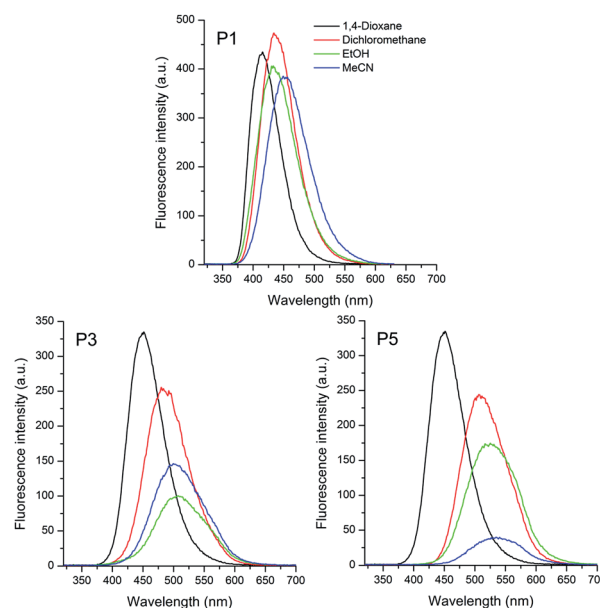 P1
1,4-Dioxane
Dichloromethane
EtOH
MeCN
Fluorescence intensity (a.u.)
500
400
300
200
100
0
350 400 450 500 550 600 650 700
Wavelength (nm)
P3
Fluorescence intensity (a.u.)
350
300
250
200
150
100
50
0
350 400 450 500 550 600 650 700
Wavelength (nm)
P5
Fluorescence intensity (a.u.)
350
300
250
200
150
100
50
0
350 400 450 500 550 600 650 700
Wavelength (nm)